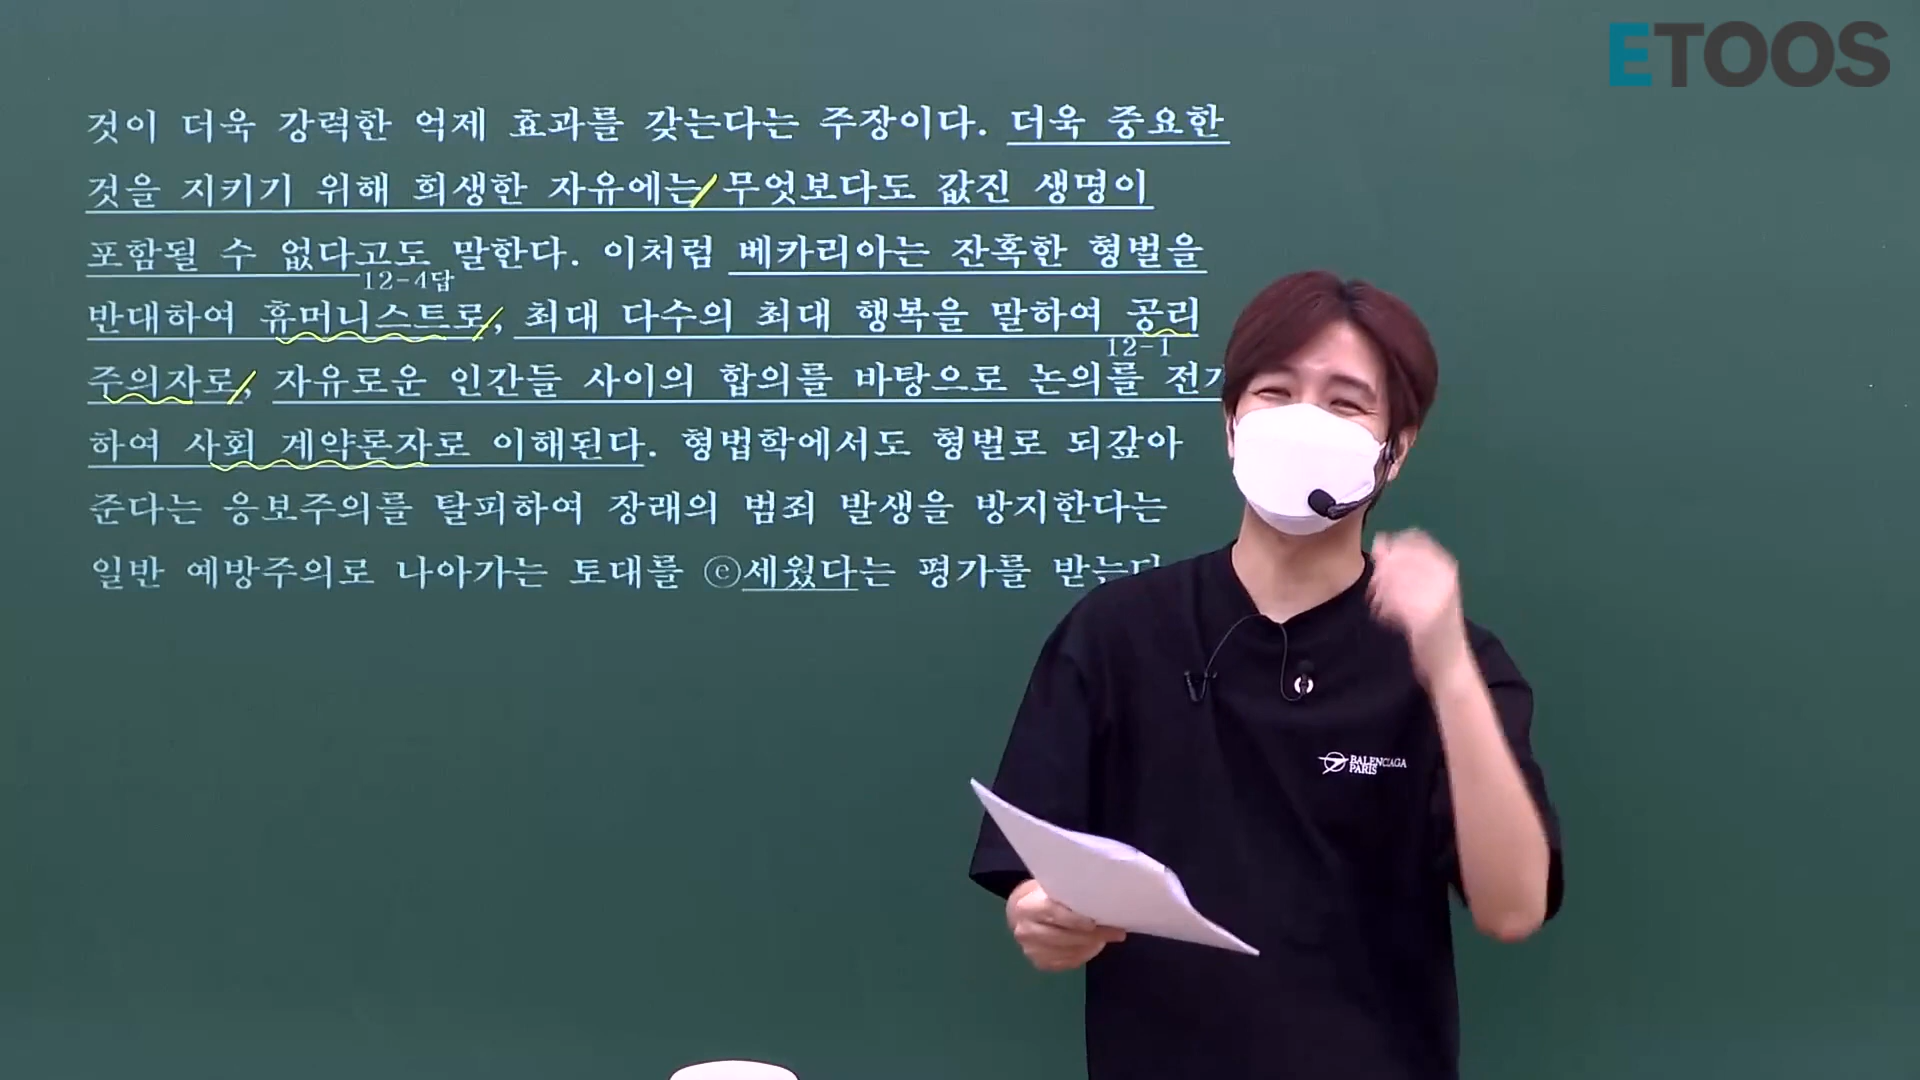 ETOOS
것이 더욱 강력한 억제 효과를 갖는다는 주장이다. 더욱 중요한
것을 지키기 위해 희생한 자유에는 무엇보다도 값진 생명이
포함될 수 없다고도 말한다. 이처럼 베카리아는 잔혹한 형벌을
12-4답
반대하여 휴머니스트로, 최대 다수의 최대 행복을 말하여 공리
12-1
주의자로, 자유로운 인간들 사이의 합의를 바탕으로 논의를
하여 사회 계약론자로 이해된다. 형법학에서도 형벌로 되갚아
준다는 응보주의를 탈피하여 장래의 범죄 발생을 방지한다는
일반 예방주의로 나아가는 토대를 ⓔ세웠다는 평가를
BALENCIAGA
PARIS